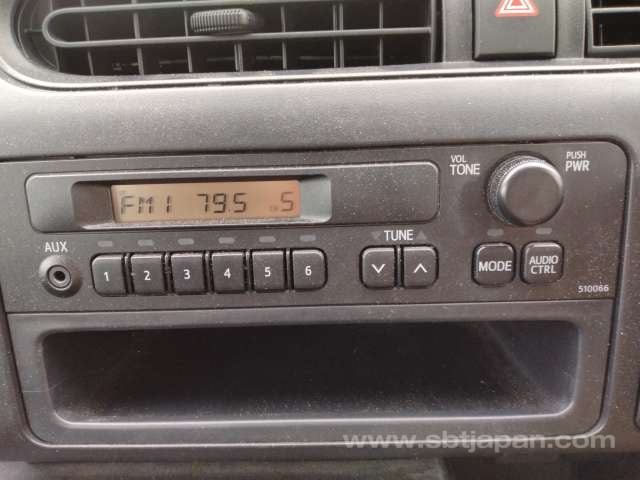 FM1 79.5 CH 5
VOL
TONE
PUSH
PWR
AUX
1 2 3 4 5 6
TUNE
MODE
AUDIO
CTRL
510066
www.sbtjapan.com